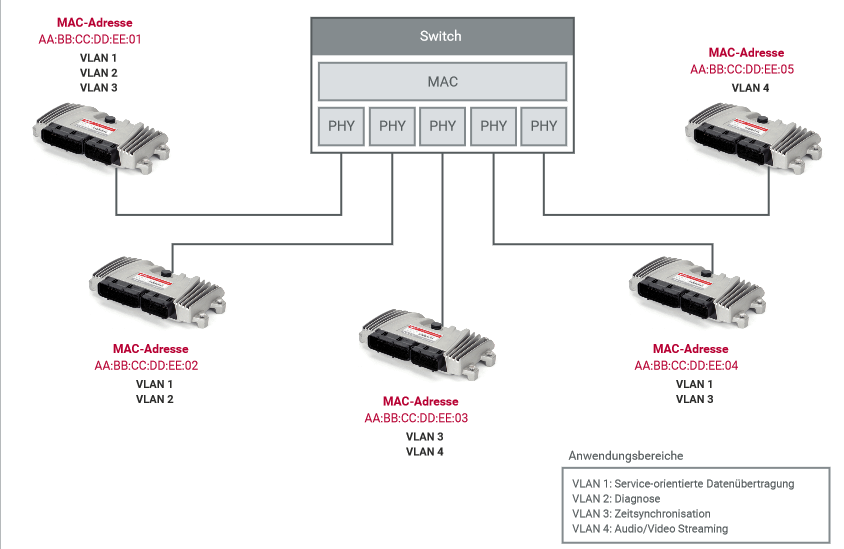 MAC-Adresse
AA:BB:CC:DD:EE:01
VLAN 1
VLAN 2
VLAN 3
Switch
MAC
PHY PHY PHY PHY PHY
MAC-Adresse
AA:BB:CC:DD:EE:05
VLAN 4
MAC-Adresse
AA:BB:CC:DD:EE:02
VLAN 1
VLAN 2
MAC-Adresse
AA:BB:CC:DD:EE:03
VLAN 3
VLAN 4
MAC-Adresse
AA:BB:CC:DD:EE:04
VLAN 1
VLAN 3
Anwendungsbereiche
VLAN 1: Service-orientierte Datenübertragung
VLAN 2: Diagnose
VLAN 3: Zeitsynchronisation
VLAN 4: Audio/Video Streaming